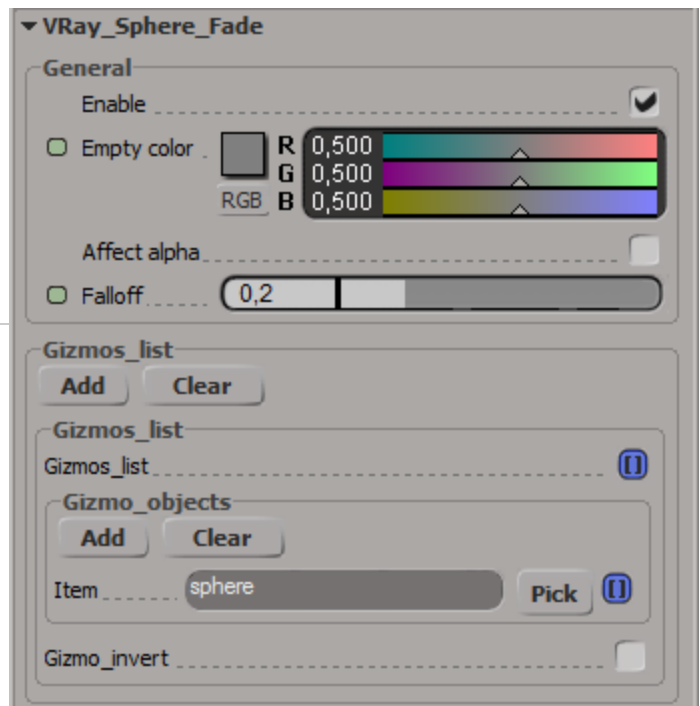 VRay_Sphere_Fade
General
Enable
Empty color R 0,500
G 0,500
RGB B 0,500
Affect alpha
Falloff 0,2
Gizmos_list
Add Clear
Gizmos_list
Gizmos_list []
Gizmo_objects
Add Clear
Item sphere Pick []
Gizmo_invert